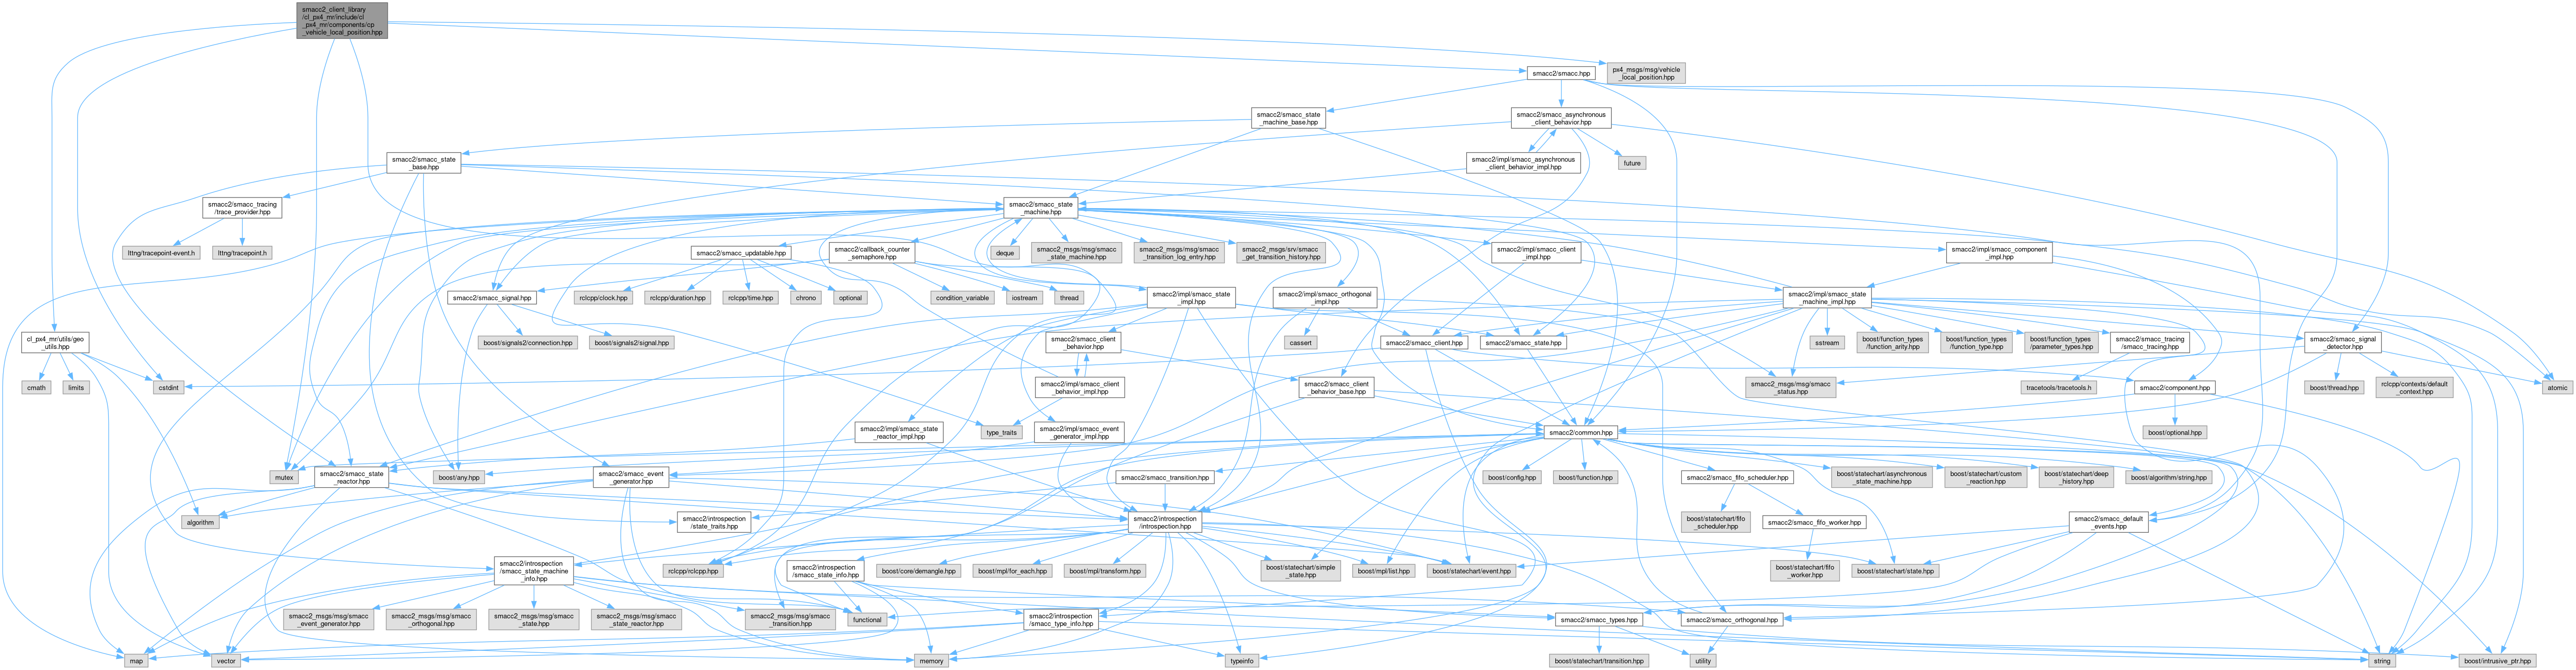 smacc2_client_library
/cl_px4_mr/include/cl
_px4_mr/components/cp
_vehicle_local_position.hpp
px4_msgs/msg/vehicle
_local_position.hpp
smacc2/smacc.hpp
smacc2/smacc_state
_machine_base.hpp
smacc2/smacc_asynchronous
_client_behavior.hpp
smacc2/smacc_state
_base.hpp
smacc2/impl/smacc_asynchronous
_client_behavior_impl.hpp
future
smacc2/smacc_tracing
/trace_provider.hpp
smacc2/smacc_state
_machine.hpp
lttng/tracepoint-event.h
lttng/tracepoint.h
smacc2/smacc_updatable.hpp
smacc2/callback_counter
_semaphore.hpp
deque
smacc2_msgs/msg/smacc
_state_machine.hpp
smacc2_msgs/msg/smacc
_transition_log_entry.hpp
smacc2_msgs/srv/smacc
_get_transition_history.hpp
smacc2/impl/smacc_client
_impl.hpp
smacc2/impl/smacc_component
_impl.hpp
smacc2/smacc_signal.hpp
rclcpp/clock.hpp
rclcpp/duration.hpp
rclcpp/time.hpp
chrono
optional
condition_variable
iostream
thread
smacc2/impl/smacc_state
_impl.hpp
smacc2/impl/smacc_orthogonal
_impl.hpp
smacc2/impl/smacc_state
_machine_impl.hpp
cl_px4_mr/utils/geo
_utils.hpp
boost/signals2/connection.hpp
boost/signals2/signal.hpp
smacc2/smacc_client
_behavior.hpp
cassert
smacc2/smacc_client.hpp
smacc2/smacc_state.hpp
sstream
boost/function_types
/function_arity.hpp
boost/function_types
/function_type.hpp
boost/function_types
/parameter_types.hpp
smacc2/smacc_tracing
/smacc_tracing.hpp
smacc2/smacc_signal
_detector.hpp
cmath
limits
cstdint
smacc2/impl/smacc_client
_behavior_impl.hpp
smacc2/smacc_client
_behavior_base.hpp
smacc2_msgs/msg/smacc
_status.hpp
tracetools/tracetools.h
smacc2/component.hpp
boost/thread.hpp
rclcpp/contexts/default
_context.hpp
atomic
smacc2/impl/smacc_state
_reactor_impl.hpp
type_traits
smacc2/impl/smacc_event
_generator_impl.hpp
smacc2/common.hpp
boost/optional.hpp
mutex
smacc2/smacc_state
_reactor.hpp
boost/any.hpp
smacc2/smacc_event
_generator.hpp
smacc2/smacc_transition.hpp
boost/config.hpp
boost/function.hpp
smacc2/smacc_fifo_scheduler.hpp
boost/statechart/asynchronous
_state_machine.hpp
boost/statechart/custom
_reaction.hpp
boost/statechart/deep
_history.hpp
boost/algorithm/string.hpp
algorithm
smacc2/introspection
/state_traits.hpp
smacc2/introspection
/introspection.hpp
boost/statechart/fifo
_scheduler.hpp
smacc2/smacc_fifo_worker.hpp
smacc2/smacc_default
_events.hpp
smacc2/introspection
/smacc_state_machine
_info.hpp
rclcpp/rclcpp.hpp
smacc2/introspection
/smacc_state_info.hpp
boost/core/demangle.hpp
boost/mpl/for_each.hpp
boost/mpl/transform.hpp
boost/statechart/simple
_state.hpp
boost/mpl/list.hpp
boost/statechart/event.hpp
boost/statechart/fifo
_worker.hpp
boost/statechart/state.hpp
smacc2_msgs/msg/smacc
_event_generator.hpp
smacc2_msgs/msg/smacc
_orthogonal.hpp
smacc2_msgs/msg/smacc
_state.hpp
smacc2_msgs/msg/smacc
_state_reactor.hpp
smacc2_msgs/msg/smacc
_transition.hpp
functional
smacc2/introspection
/smacc_type_info.hpp
smacc2/smacc_types.hpp
smacc2/smacc_orthogonal.hpp
map
vector
memory
typeinfo
boost/statechart/transition.hpp
utility
string
boost/intrusive_ptr.hpp